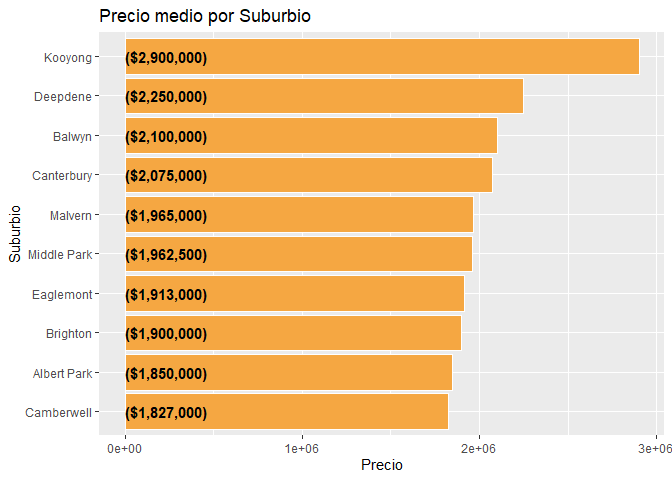 Precio medio por Suburbio
Kooyong ($2,900,000)
Deepdene ($2,250,000)
Balwyn ($2,100,000)
Canterbury ($2,075,000)
Malvern ($1,965,000)
Middle Park ($1,962,500)
Eaglemont ($1,913,000)
Brighton ($1,900,000)
Albert Park ($1,850,000)
Camberwell ($1,827,000)
Suburbio
0e+00 1e+06 2e+06 3e+06
Precio